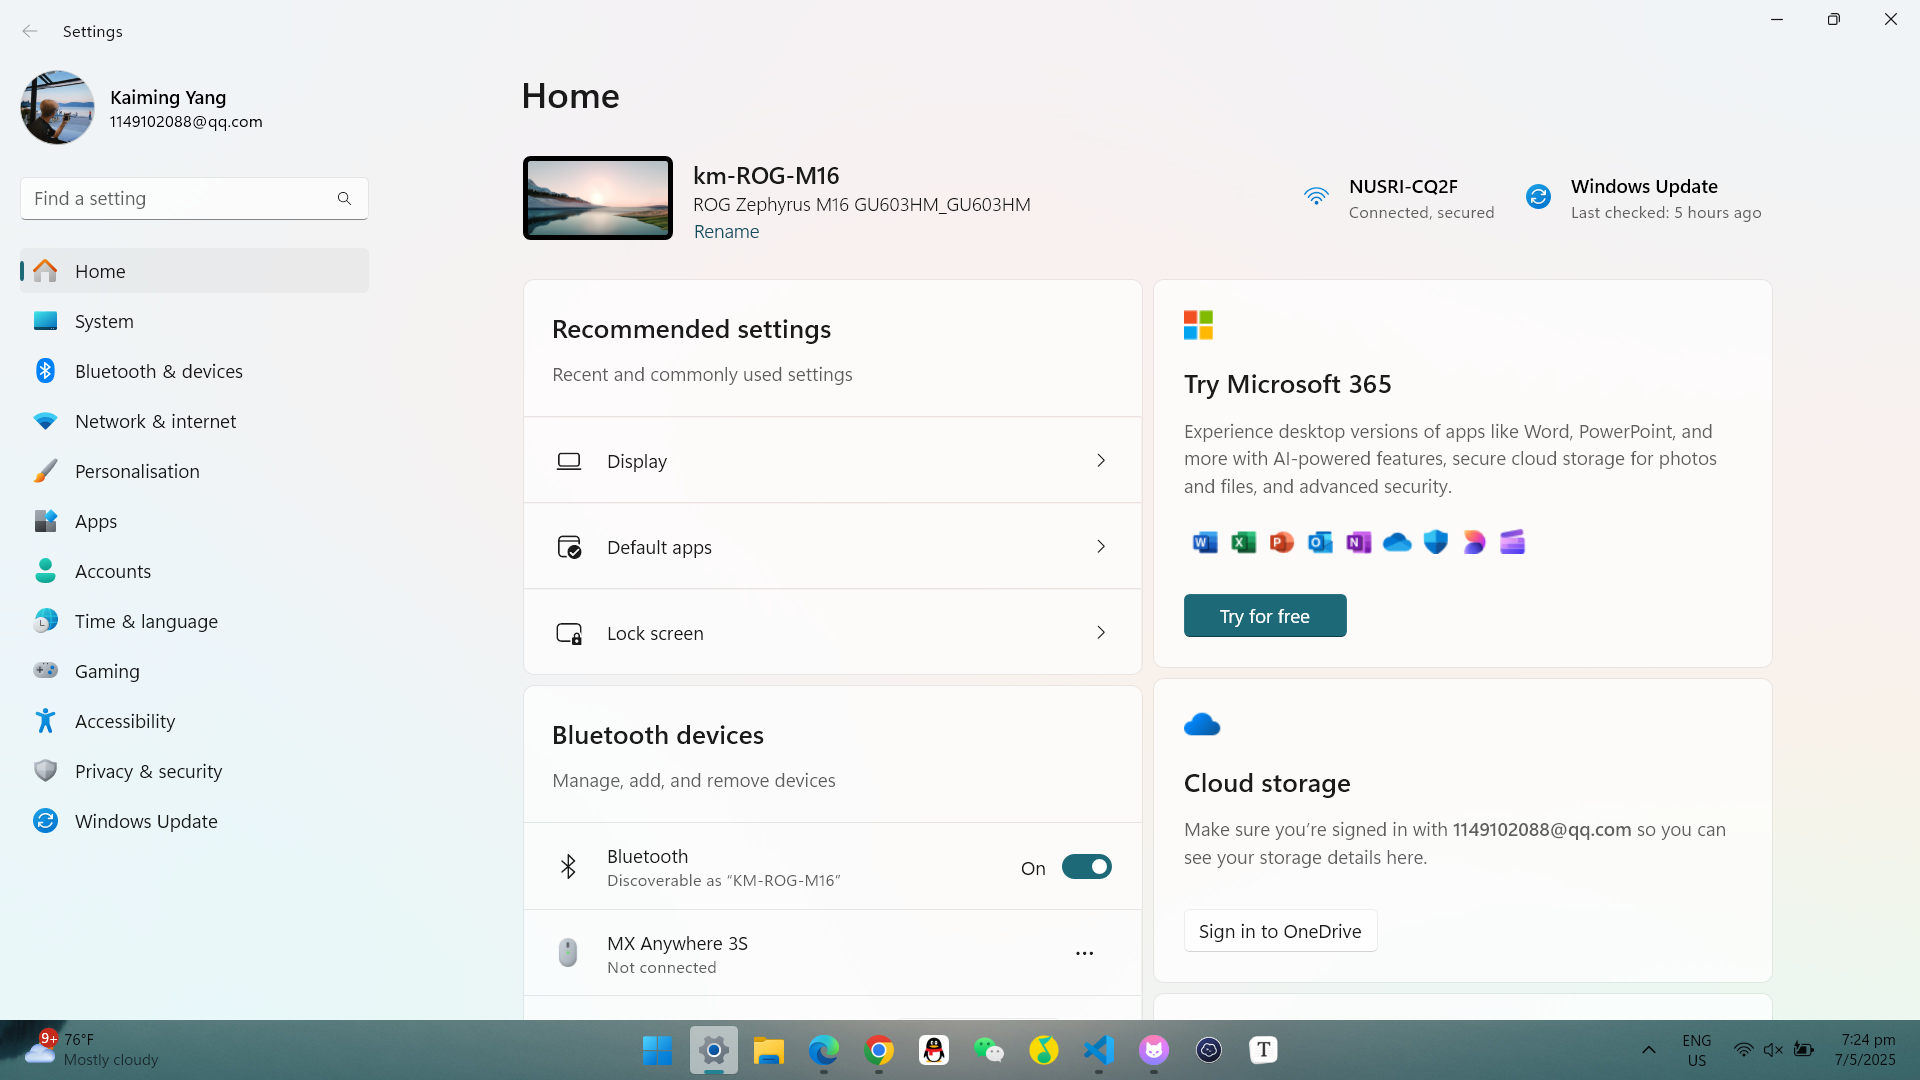 Settings
Kaiming Yang
1149102088@qq.com
Find a setting
Home
System
Bluetooth & devices
Network & internet
Personalisation
Apps
Accounts
Time & language
Gaming
Accessibility
Privacy & security
Windows Update
Home
km-ROG-M16
ROG Zephyrus M16 GU603HM_GU603HM
Rename
NUSRI-CQ2F
Connected, secured
Windows Update
Last checked: 5 hours ago
Recommended settings
Recent and commonly used settings
Display
Default apps
Lock screen
Bluetooth devices
Manage, add, and remove devices
Bluetooth
Discoverable as “KM-ROG-M16”
On
MX Anywhere 3S
Not connected
Try Microsoft 365
Experience desktop versions of apps like Word, PowerPoint, and
more with AI-powered features, secure cloud storage for photos
and files, and advanced security.
Try for free
Cloud storage
Make sure you’re signed in with 1149102088@qq.com so you can
see your storage details here.
Sign in to OneDrive
9+
76°F
Mostly cloudy
T
ENG
US
7:24 pm
7/5/2025